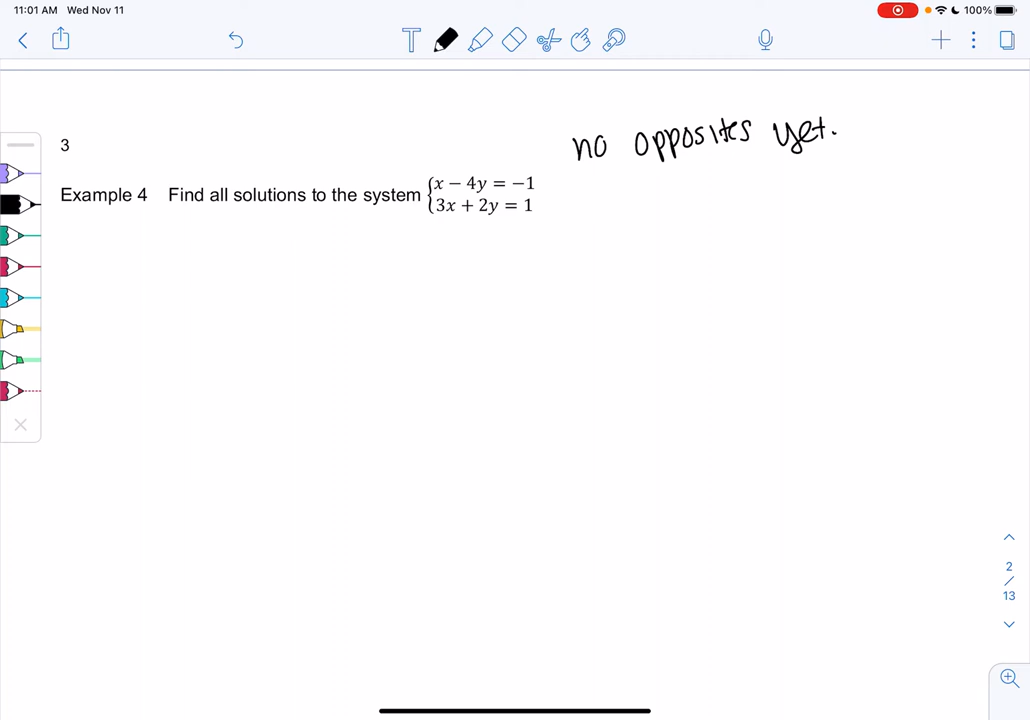 11:01 AM Wed Nov 11
100%
T
no opposites yet.
3
Example 4 Find all solutions to the system {x − 4y = −1
3x + 2y = 1
2
/
13